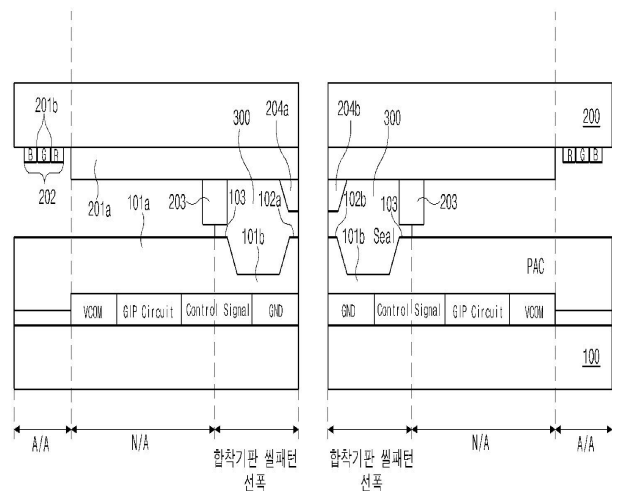 201b
204a
300
204b
300
200
B G R
R G B
202
201a
203
203
101a
103
102a
102b
103
Seal
101b
101b
PAC
VCOM
GIP Circuit
Control Signal
GND
GND
Control Signal
GIP Circuit
VCOM
100
A/A
N/A
합착기판 씰패턴
선폭
합착기판 씰패턴
선폭
N/A
A/A